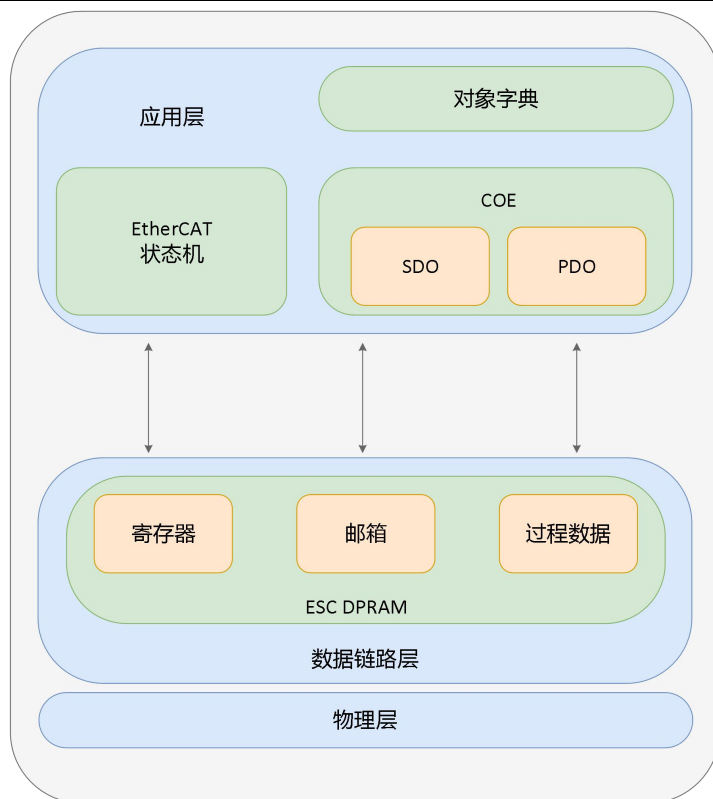 对象字典
应用层
COE
EtherCAT
状态机
SDO
PDO
寄存器
邮箱
过程数据
ESC DPRAM
数据链路层
物理层